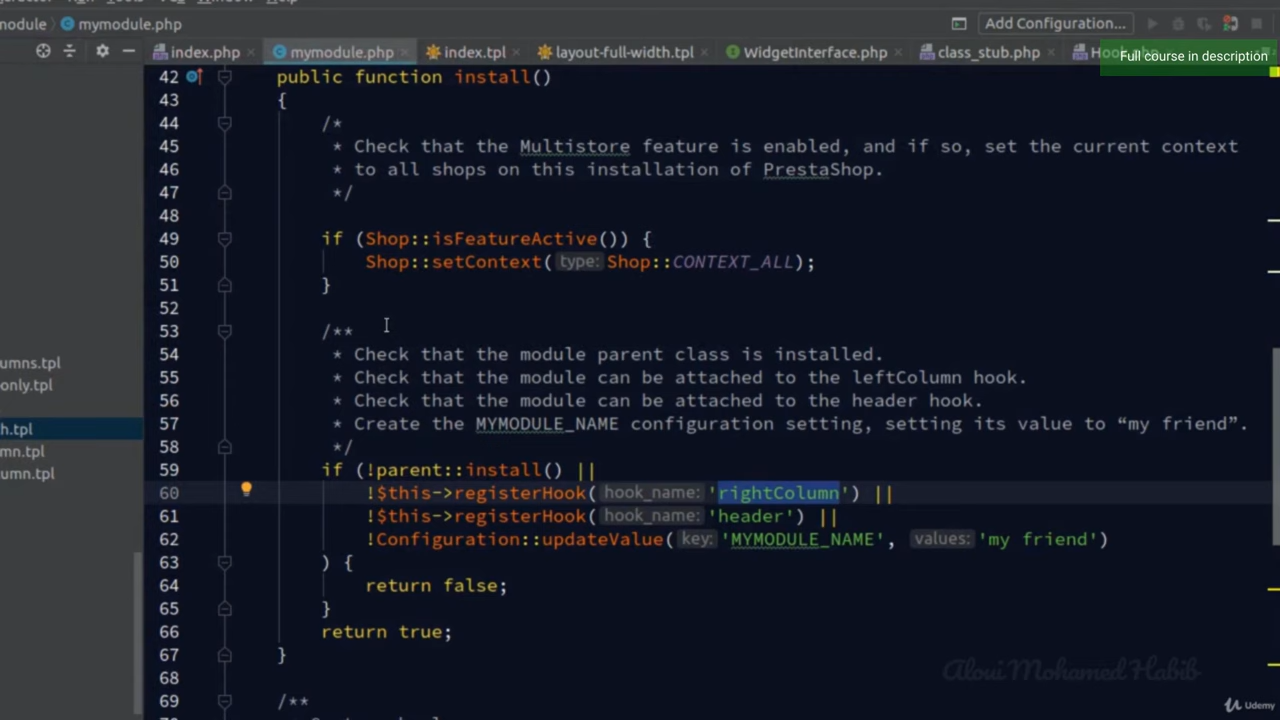 nodule mymodule.php Add Configuration...
index.php mymodule.php index.tpl layout-full-width.tpl WidgetInterface.php class_stub.php
Full course in description
42 public function install()
43 {
44 /*
45 * Check that the Multistore feature is enabled, and if so, set the current context
46 * to all shops on this installation of PrestaShop.
47 */
48
49 if (Shop::isFeatureActive()) {
50 Shop::setContext( type: Shop::CONTEXT_ALL);
51 }
52
53 /**
54 * Check that the module parent class is installed.
55 * Check that the module can be attached to the leftColumn hook.
56 * Check that the module can be attached to the header hook.
57 * Create the MYMODULE_NAME configuration setting, setting its value to “my friend”.
58 */
59 if (!parent::install() ||
60 !$this->registerHook( hook_name: 'rightColumn') ||
61 !$this->registerHook( hook_name: 'header') ||
62 !Configuration::updateValue( key: 'MYMODULE_NAME', values: 'my friend')
63 ) {
64 return false;
65 }
66 return true;
67 }
68
69 /**
umns.tpl
only.tpl
h.tpl
mn.tpl
umn.tpl
Aloui Mohamed Habib
Udemy